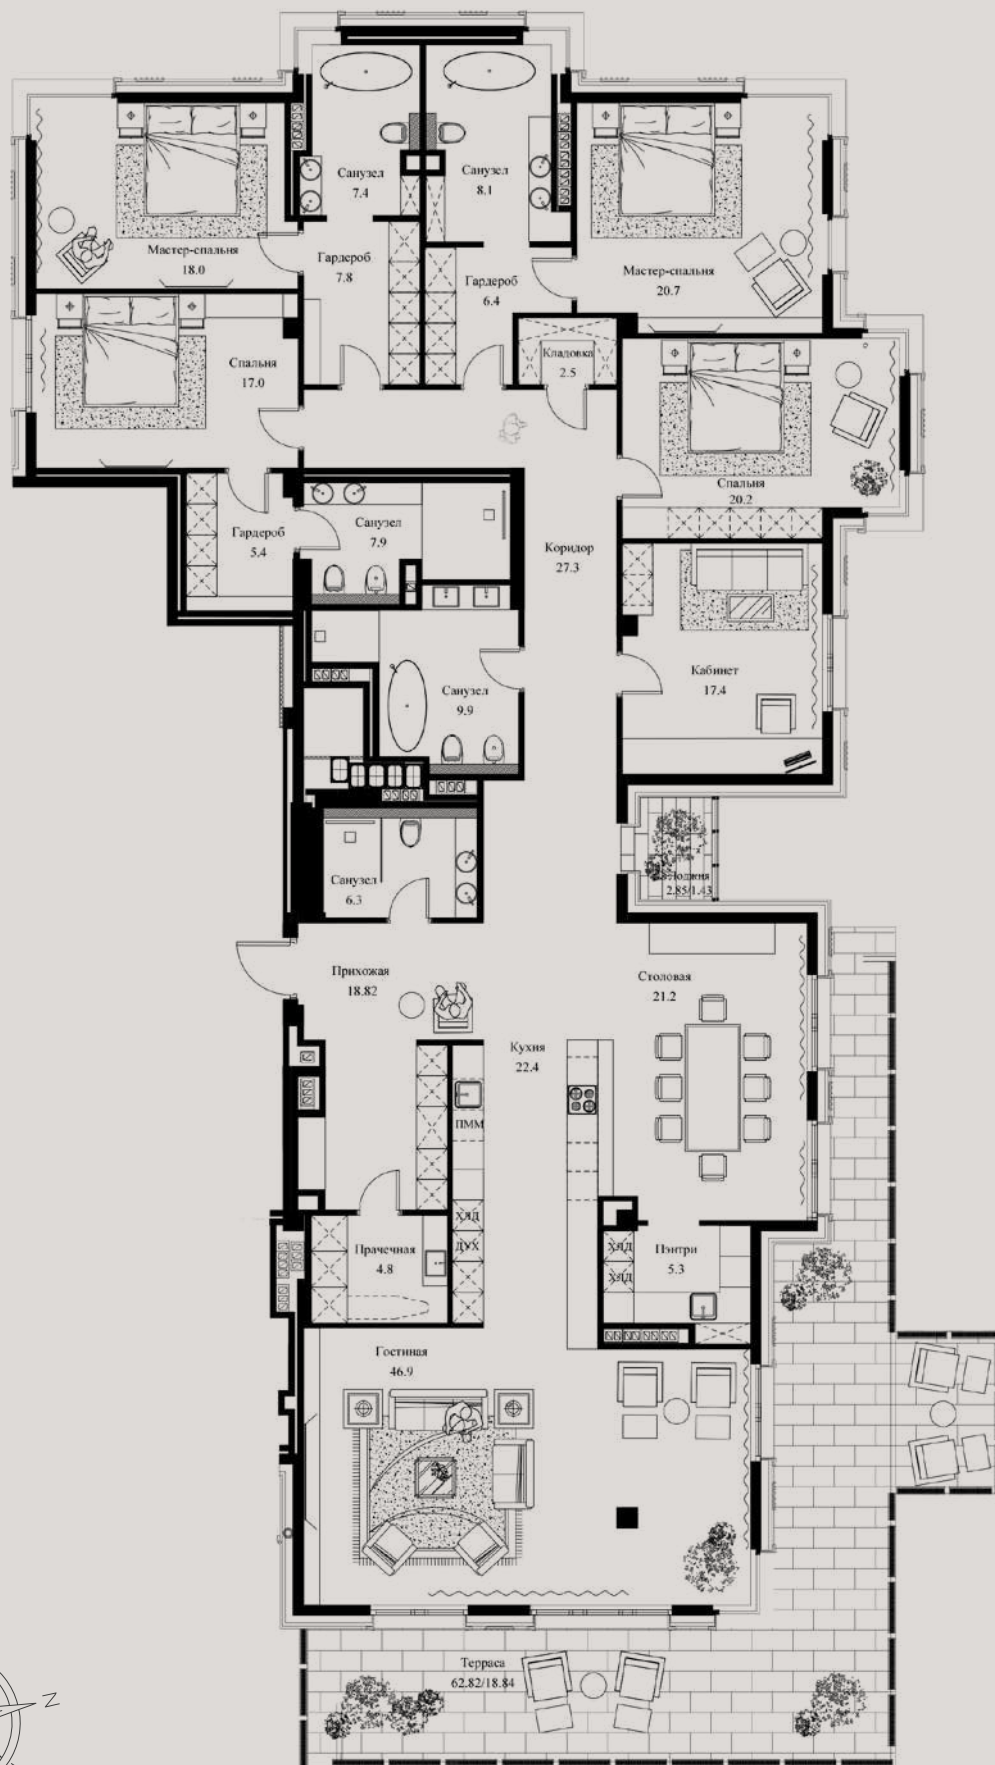 Санузел
7.4
Санузел
8.1
Мастер-спальня
18.0
Гардероб
7.8
Гардероб
6.4
Мастер-спальня
20.7
Спальня
17.0
Кладовка
2.5
Спальня
20.2
Гардероб
5.4
Санузел
7.9
Коридор
27.3
Санузел
9.9
Кабинет
17.4
Санузел
6.3
Лоджия
2.85/1.43
Прихожая
18.82
Столовая
21.2
Кухня
22.4
ПММ
ХЛД
ДУХ
Прачечная
4.8
ХЛД
ХЛД
Пэнтри
5.3
Гостиная
46.9
Терраса
62.82/18.84
N